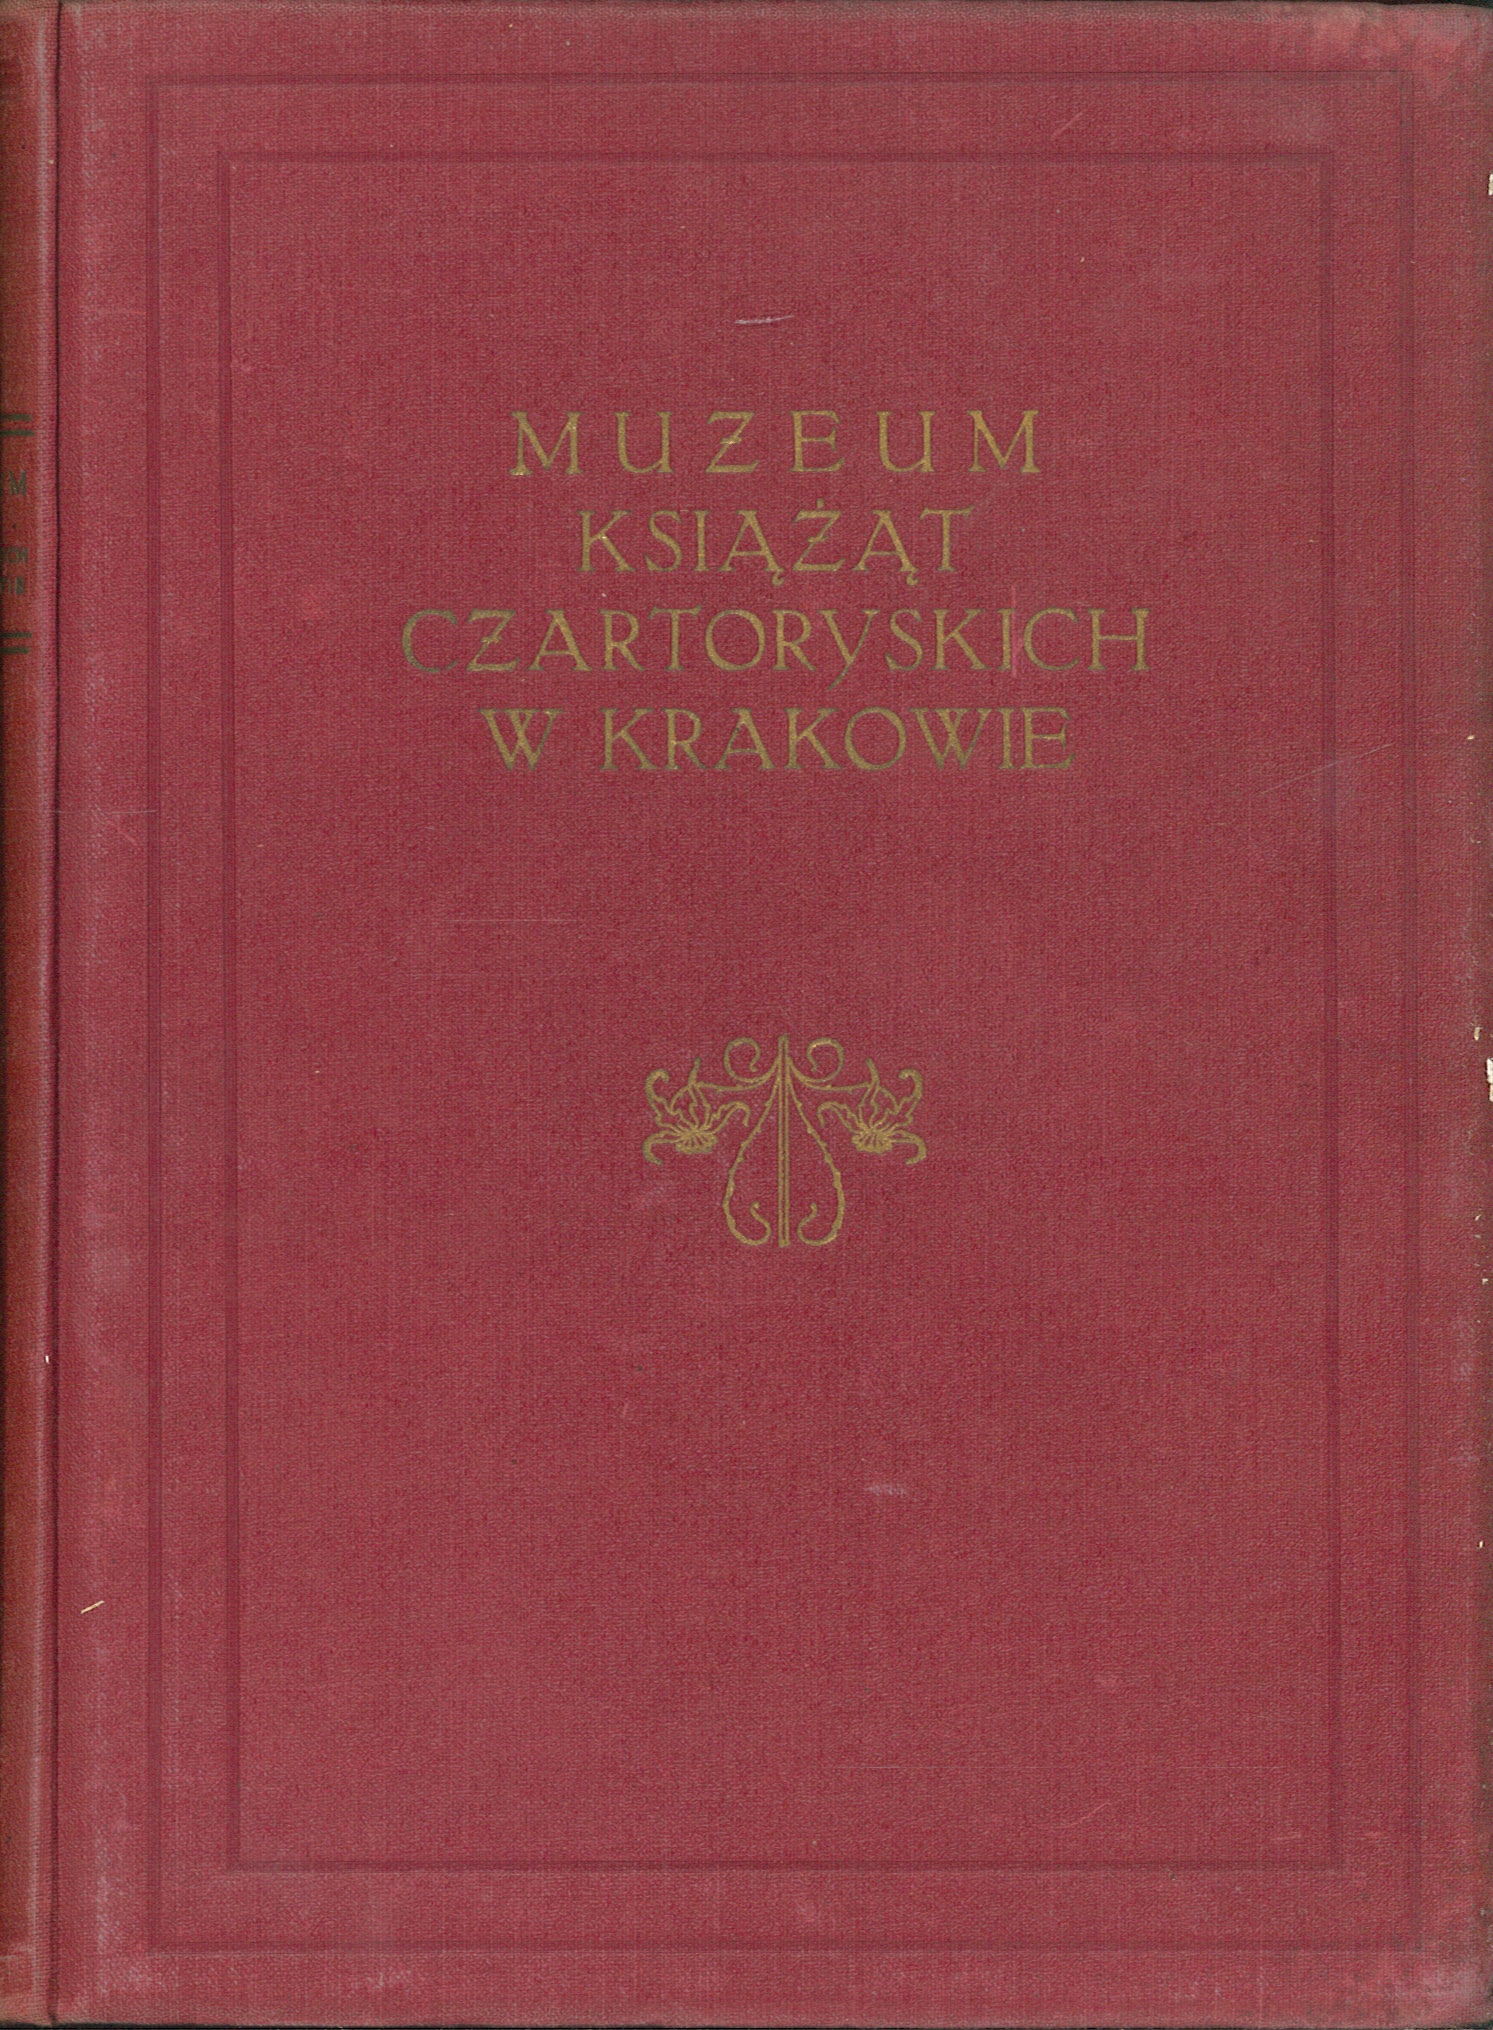 MUZEUM
KSIĄŻĄT
CZARTORYSKICH
W KRAKOWIE